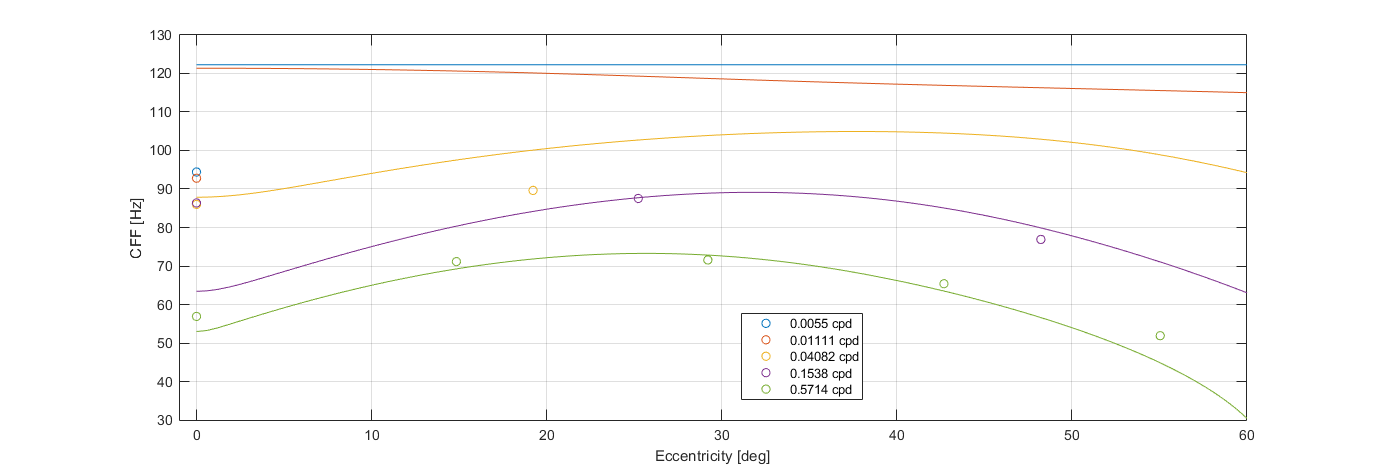 130
120
110
100
90
80
70
60
50
40
30
CFF [Hz]
0.0055 cpd
0.01111 cpd
0.04082 cpd
0.1538 cpd
0.5714 cpd
0 10 20 30 40 50 60
Eccentricity [deg]